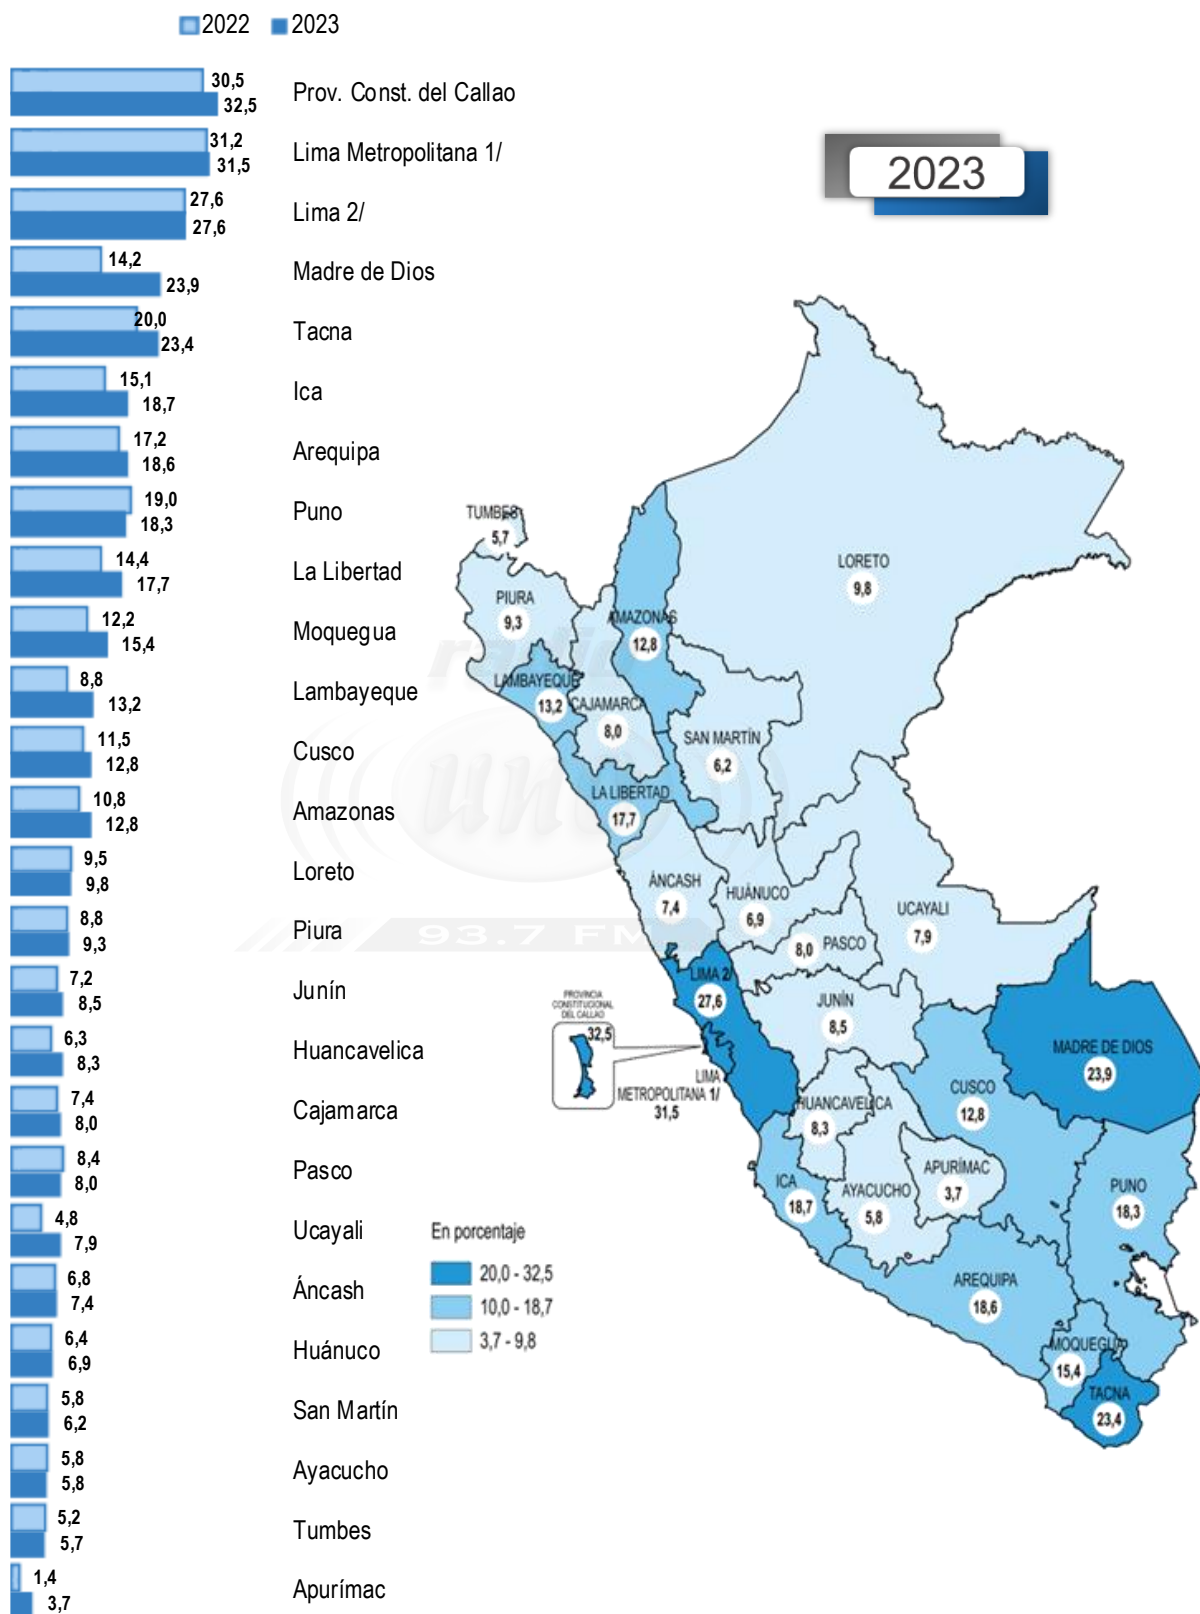 2022 2023
30,5
32,5
Prov. Const. del Callao
31,2
31,5
Lima Metropolitana 1/
27,6
27,6
Lima 2/
14,2
23,9
Madre de Dios
20,0
23,4
Tacna
15,1
18,7
Ica
17,2
18,6
Arequipa
19,0
18,3
Puno
14,4
17,7
La Libertad
12,2
15,4
Moquegua
8,8
13,2
Lambayeque
11,5
12,8
Cusco
10,8
12,8
Amazonas
9,5
9,8
Loreto
8,8
9,3
Piura
7,2
8,5
Junín
6,3
8,3
Huancavelica
7,4
8,0
Cajamarca
8,4
8,0
Pasco
4,8
7,9
Ucayali
6,8
7,4
Áncash
6,4
6,9
Huánuco
5,8
6,2
San Martín
5,8
5,8
Ayacucho
5,2
5,7
Tumbes
1,4
3,7
Apurímac
2023
TUMBES
5,7
LORETO
9,8
PIURA
9,3
AMAZONAS
12,8
LAMBAYEQUE
13,2
CAJAMARCA
8,0
SAN MARTÍN
6,2
LA LIBERTAD
17,7
ÁNCASH
7,4
HUÁNUCO
6,9
UCAYALI
7,9
8,0 PASCO
LIMA 2/
27,6
PROVINCIA
CONSTITUCIONAL
DEL CALLAO
32,5
JUNÍN
8,5
MADRE DE DIOS
23,9
LIMA
METROPOLITANA 1/
31,5
CUSCO
12,8
HUANCAVELICA
8,3
APURÍMAC
3,7
ICA
18,7
AYACUCHO
5,8
PUNO
18,3
AREQUIPA
18,6
MOQUEGUA
15,4
TACNA
23,4
En porcentaje
20,0 - 32,5
10,0 - 18,7
3,7 - 9,8
radio
uno
93.7 FM